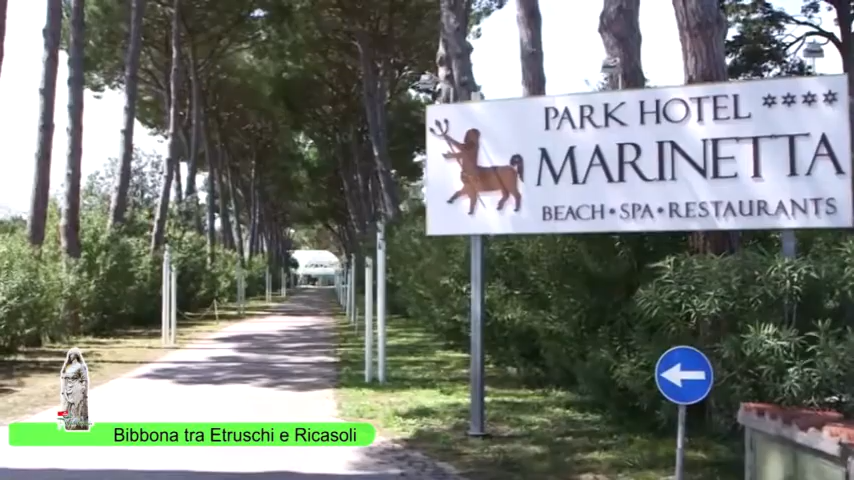 PARK HOTEL ****
MARINETTA
BEACH•SPA•RESTAURANTS
Bibbona tra Etruschi e Ricasoli